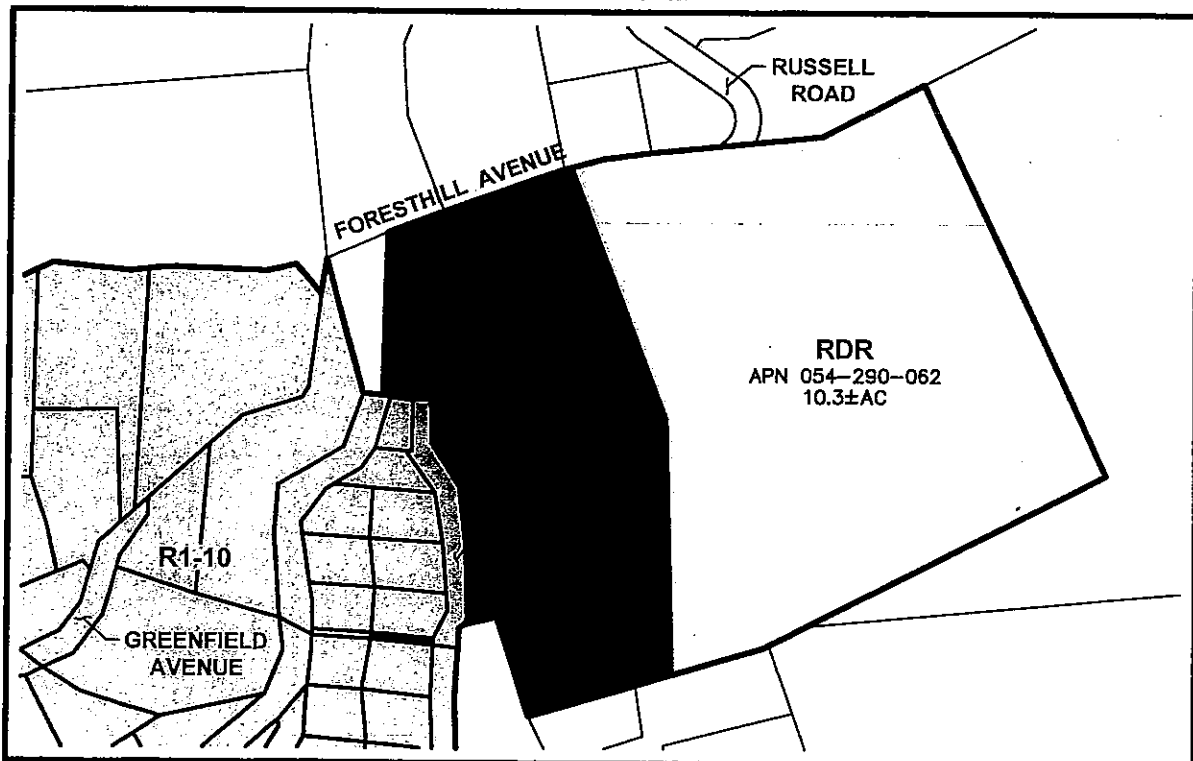 RUSSELL
ROAD
FORESTHILL AVENUE
RDR
APN 054-290-062
10.3±AC
R1-10
GREENFIELD
AVENUE